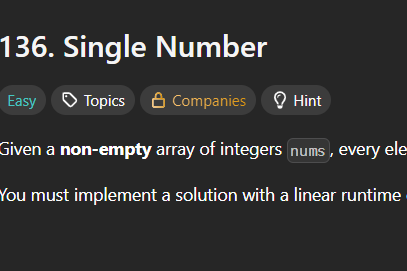 136. Single Number
Easy Topics Companies Hint
Given a non-empty array of integers nums, every
You must implement a solution with a linear runtime